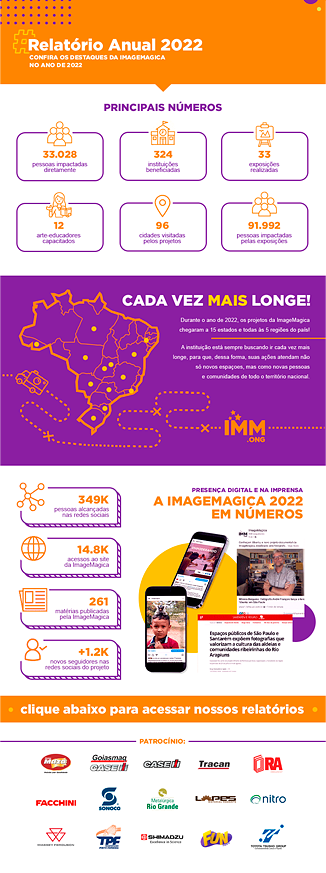 #Relatório Anual 2022
CONFIRA OS DESTAQUES DA IMAGEMAGICA
NO ANO DE 2022
PRINCIPAIS NÚMEROS
33.028
pessoas impactadas
diretamente
324
instituições
beneficiadas
33
exposições
realizadas
12
arte-educadores
capacitados
96
cidades visitadas
pelos projetos
91.992
pessoas impactadas
pelas exposições
CADA VEZ MAIS LONGE!
Durante o ano de 2022, os projetos da ImageMagica
chegaram a 15 estados e todas às 5 regiões do país!
A instituição está sempre buscando ir cada vez mais
longe, para que, dessa forma, suas ações atendam não
só novos espaços, mas como novas pessoas
e comunidades de todo o território nacional.
IMM
.ONG
PRESENÇA DIGITAL E NA IMPRENSA
A IMAGEMAGICA 2022
EM NÚMEROS
349K
pessoas alcançadas
nas redes sociais
14.8K
acessos ao site
da ImageMagica
261
matérias publicadas
pela ImageMagica
+1.2K
novos seguidores nas
redes sociais do projeto
Espaços públicos de São Paulo e
Santarém expõem fotografias que
valorizam a cultura das aldeias e
comunidades ribeirinhas do Rio
Arapiuns
clique abaixo para acessar nossos relatórios
PATROCÍNIO:
Goiasmaq
CASE IH
CASE IH
Tracan
FACCHINI
SONOCO
Metalúrgica
Rio Grande
LOPES
nitro
TPF
SHIMADZU
Excellence in Science
FUN
TOYOTA TSUSHO GROUP